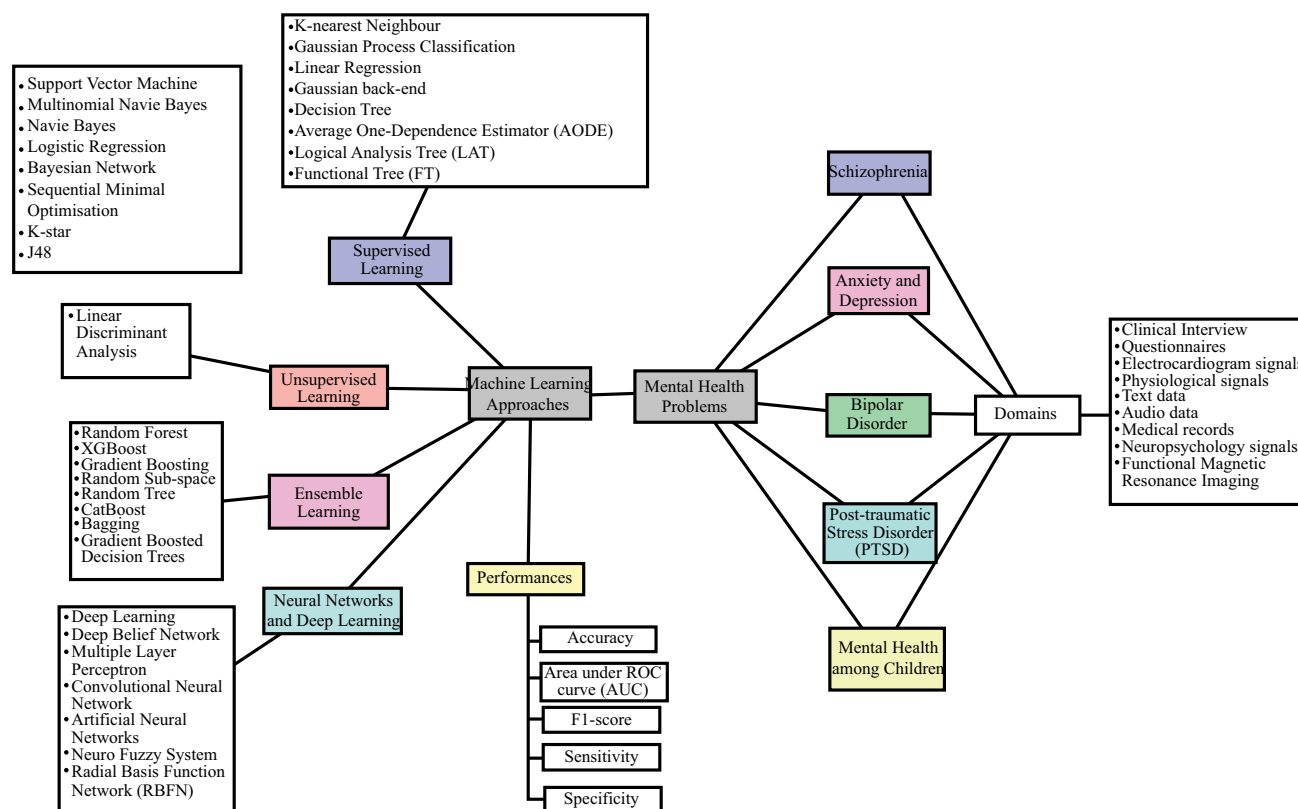 •K-nearest Neighbour
•Gaussian Process Classification
•Linear Regression
•Gaussian back-end
•Decision Tree
•Average One-Dependence Estimator (AODE)
•Logical Analysis Tree (LAT)
•Functional Tree (FT)
•Support Vector Machine
•Multinomial Navie Bayes
•Navie Bayes
•Logistic Regression
•Bayesian Network
•Sequential Minimal
Optimisation
•K-star
•J48
Supervised
Learning
•Linear
Discriminant
Analysis
Unsupervised
Learning
Machine Learning
Approaches
•Random Forest
•XGBoost
•Gradient Boosting
•Random Sub-space
•Random Tree
•CatBoost
•Bagging
•Gradient Boosted
Decision Trees
Ensemble
Learning
•Deep Learning
•Deep Belief Network
•Multiple Layer
Perceptron
•Convolutional Neural
Network
•Artificial Neural
Networks
•Neuro Fuzzy System
•Radial Basis Function
Network (RBFN)
Neural Networks
and Deep Learning
Performances
Accuracy
Area under ROC
curve (AUC)
F1-score
Sensitivity
Specificity
Mental Health
Problems
Schizophrenia
Anxiety and
Depression
Bipolar
Disorder
Post-traumatic
Stress Disorder
(PTSD)
Mental Health
among Children
Domains
•Clinical Interview
•Questionnaires
•Electrocardiogram signals
•Physiological signals
•Text data
•Audio data
•Medical records
•Neuropsychology signals
•Functional Magnetic
Resonance Imaging